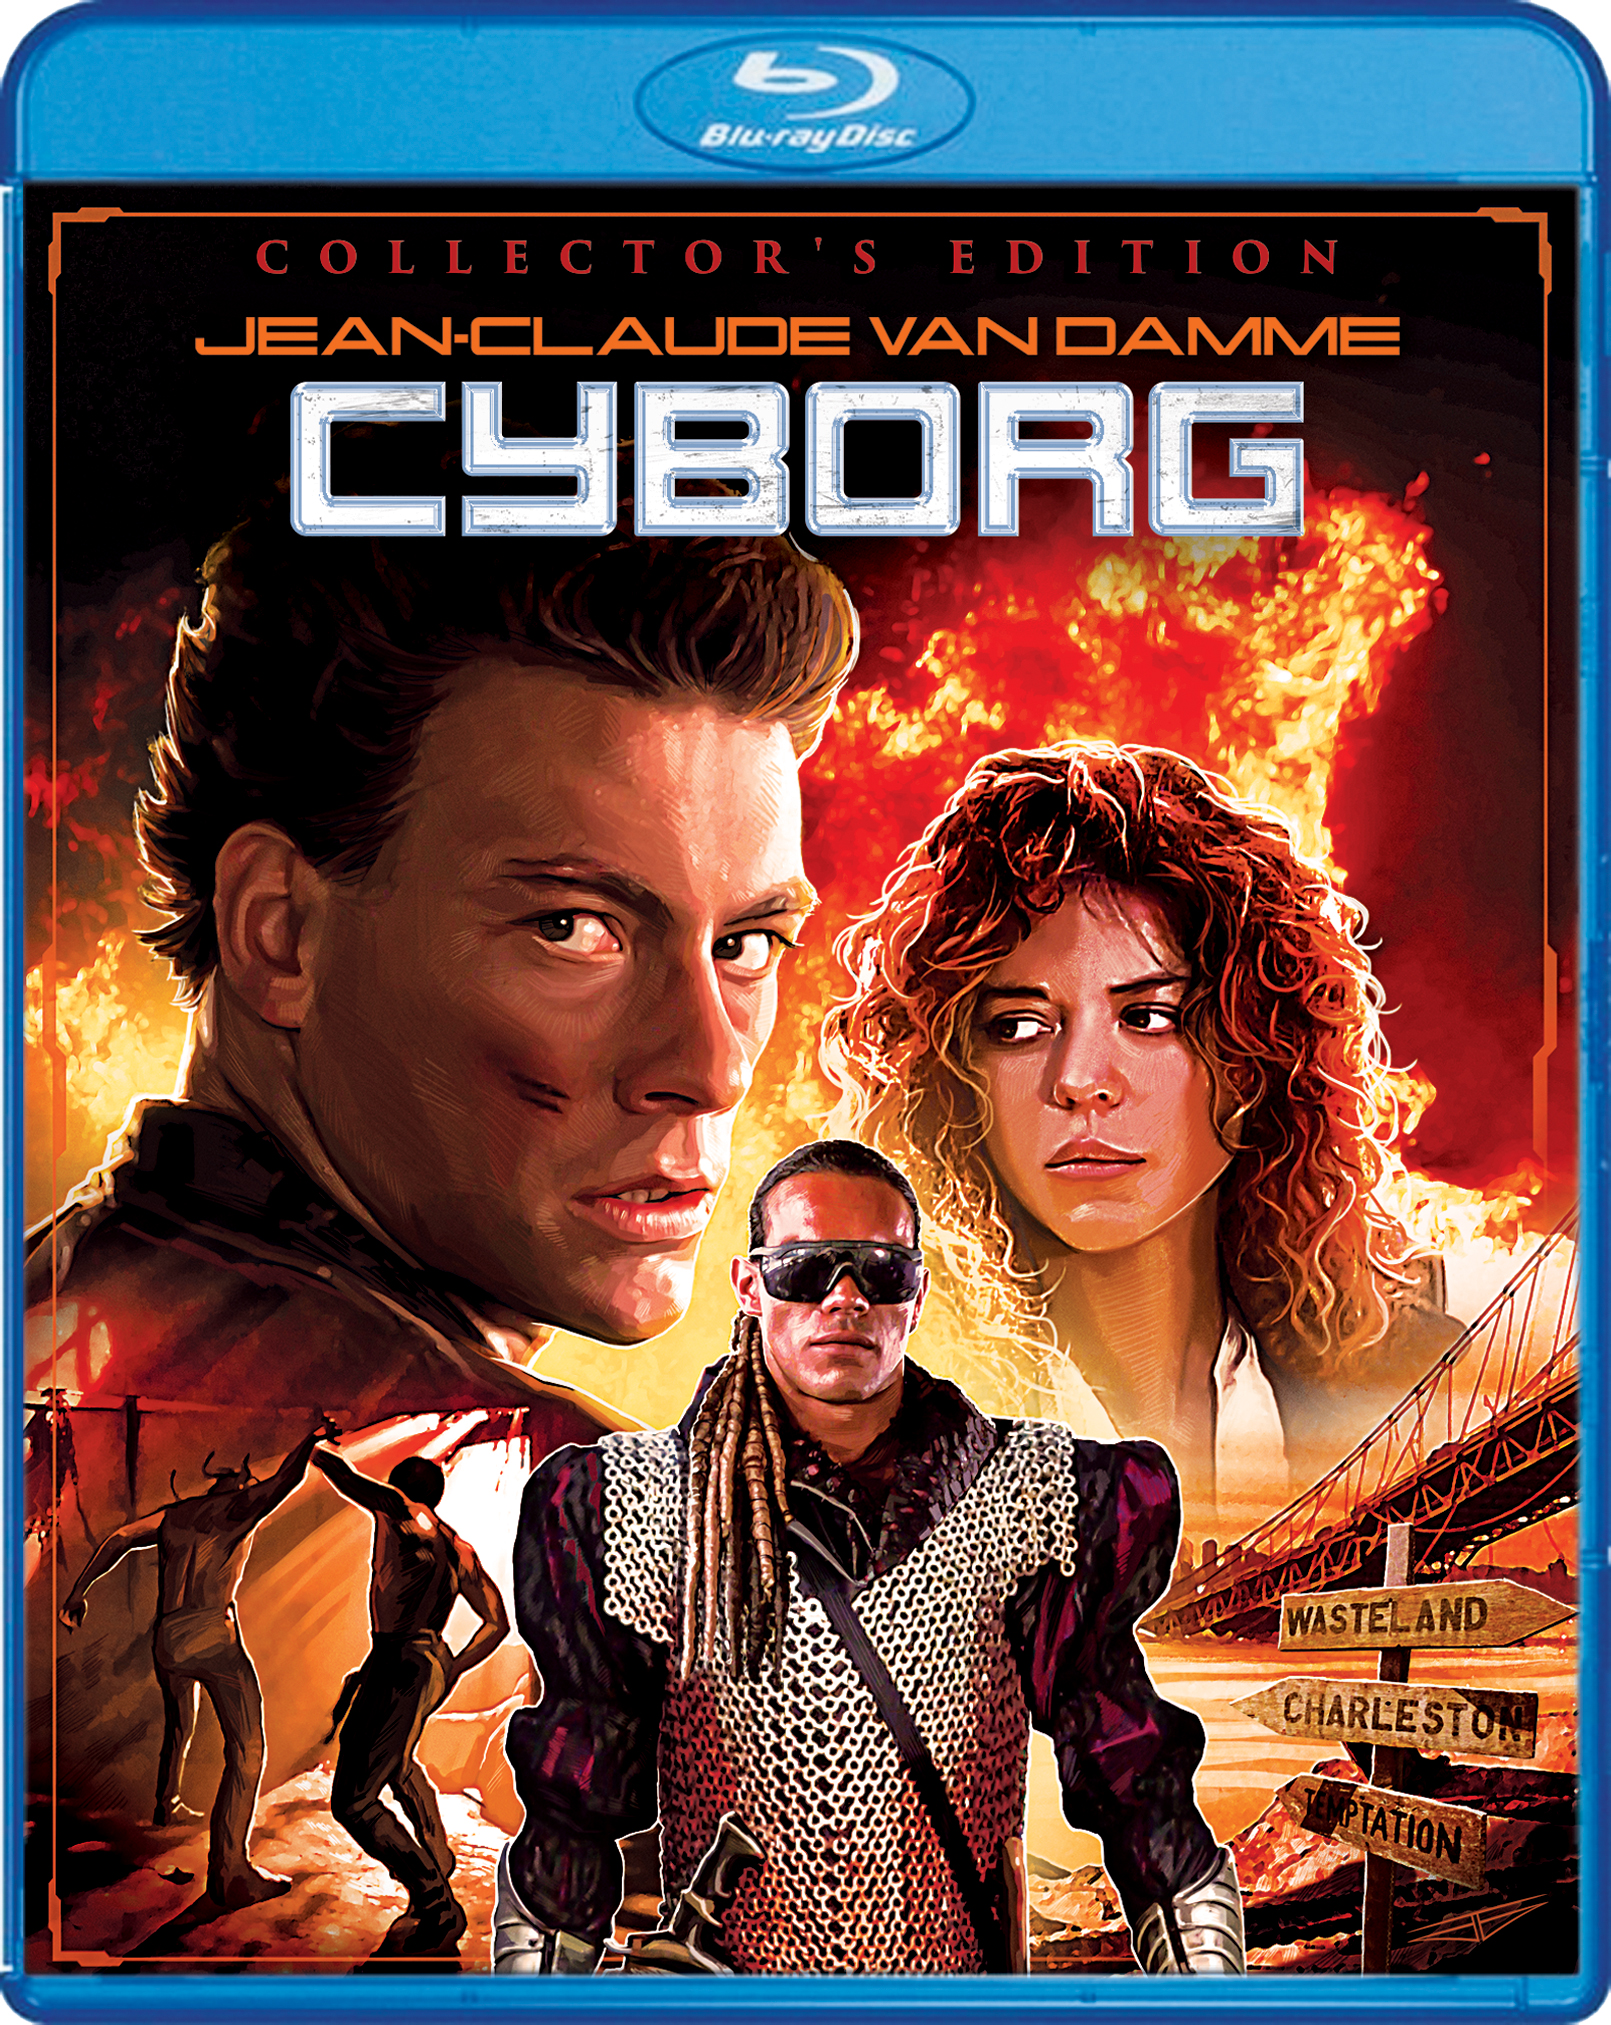 Blu-ray Disc
COLLECTOR'S EDITION
JEAN-CLAUDE VAN DAMME
CYBORG
WASTELAND
CHARLESTON
TEMPTATION